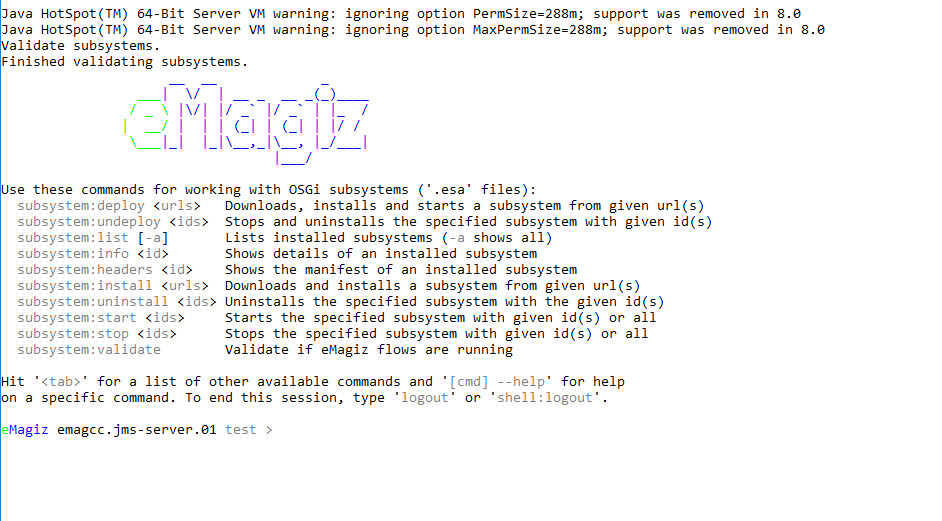 Java HotSpot(TM) 64-Bit Server VM warning: ignoring option PermSize=288m; support was removed in 8.0
Java HotSpot(TM) 64-Bit Server VM warning: ignoring option MaxPermSize=288m; support was removed in 8.0
Validate subsystems.
Finished validating subsystems.
eMagiz
Use these commands for working with OSGi subsystems ('.esa' files):
subsystem:deploy <urls> Downloads, installs and starts a subsystem from given url(s)
subsystem:undeploy <ids> Stops and uninstalls the specified subsystem with given id(s)
subsystem:list [-a] Lists installed subsystems (-a shows all)
subsystem:info <id> Shows details of an installed subsystem
subsystem:headers <id> Shows the manifest of an installed subsystem
subsystem:install <urls> Downloads and installs a subsystem from given url(s)
subsystem:uninstall <ids> Uninstalls the specified subsystem with the given id(s)
subsystem:start <ids> Starts the specified subsystem with given id(s) or all
subsystem:stop <ids> Stops the specified subsystem with given id(s) or all
subsystem:validate Validate if eMagiz flows are running
Hit '<tab>' for a list of other available commands and '[cmd] --help' for help
on a specific command. To end this session, type 'logout' or 'shell:logout'.
eMagiz emagcc.jms-server.01 test >